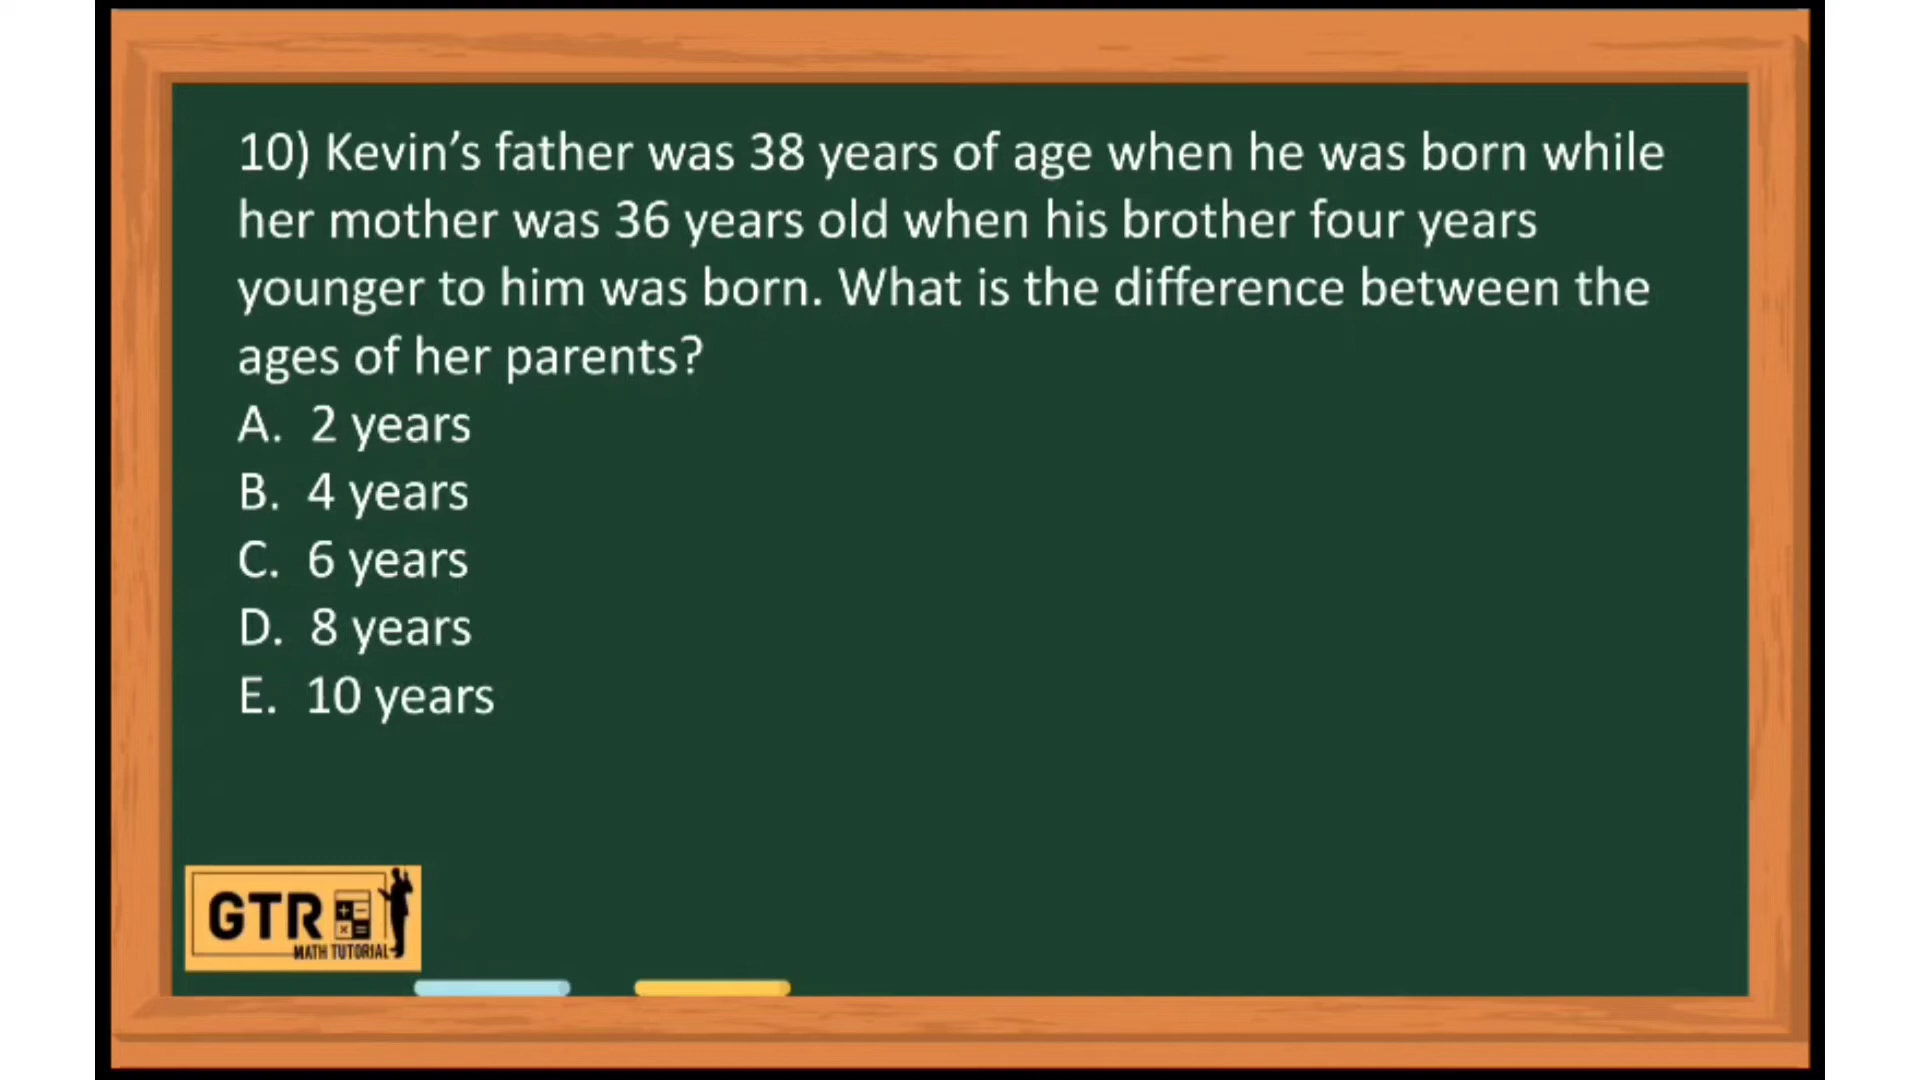 10) Kevin’s father was 38 years of age when he was born while
her mother was 36 years old when his brother four years
younger to him was born. What is the difference between the
ages of her parents?
A. 2 years
B. 4 years
C. 6 years
D. 8 years
E. 10 years
GTR
MATH TUTORIAL